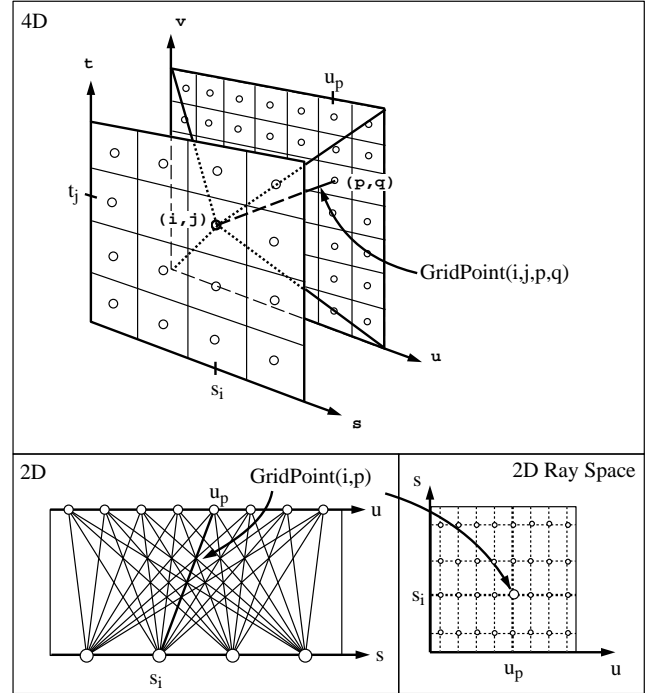 4D
v
t
u_p
t_j
(i,j)
(p,q)
GridPoint(i,j,p,q)
u
s_i
s
2D
GridPoint(i,p)
u_p
u
s
s_i
2D Ray Space
s
s_i
u_p
u